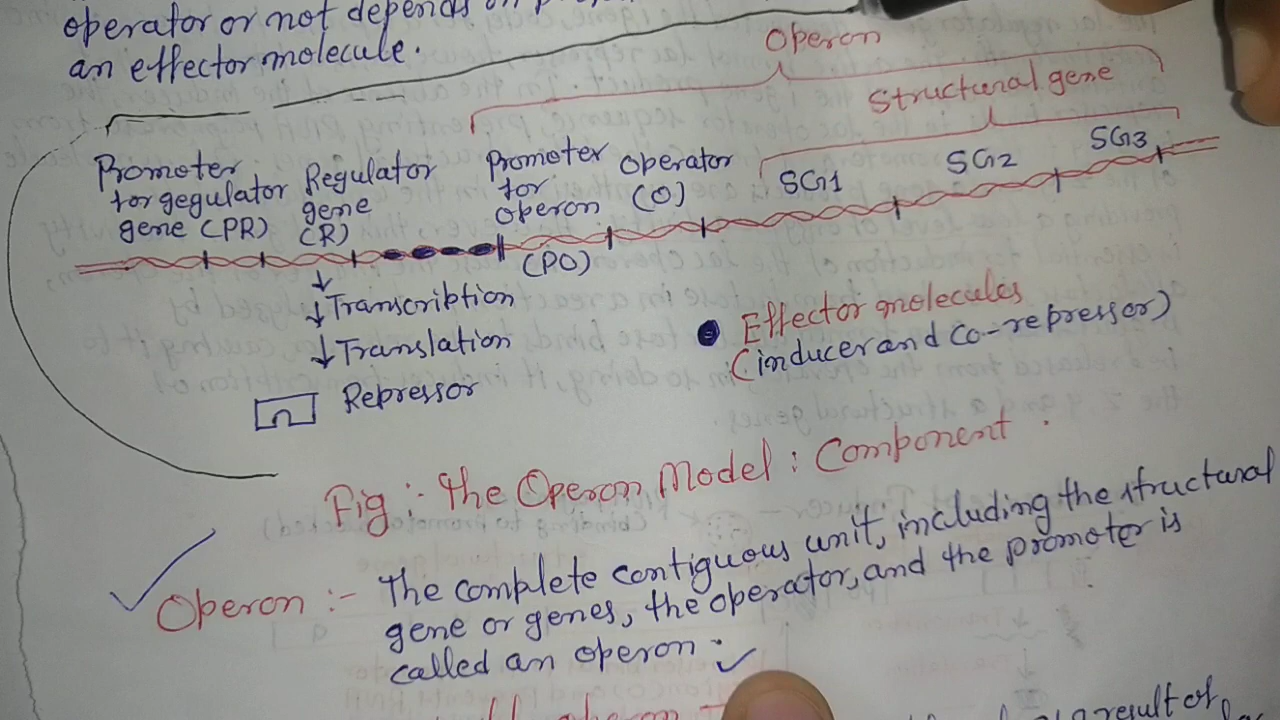 operator or not depends on
an effector molecule.
Operon
Structural gene
Promoter
for gegulator
gene (PR)
Regulator
gene
(R)
Promoter
for
operon
(PO)
Operator
(O)
SG1
SG2
SG3
Transcription
Translation
Repressor
Effector molecules
(inducer and co-repressor)
Fig :- The Operon Model : Component .
Operon :- The complete contiguous unit, including the structural
gene or genes, the operator, and the promoter is
called an operon .
result of